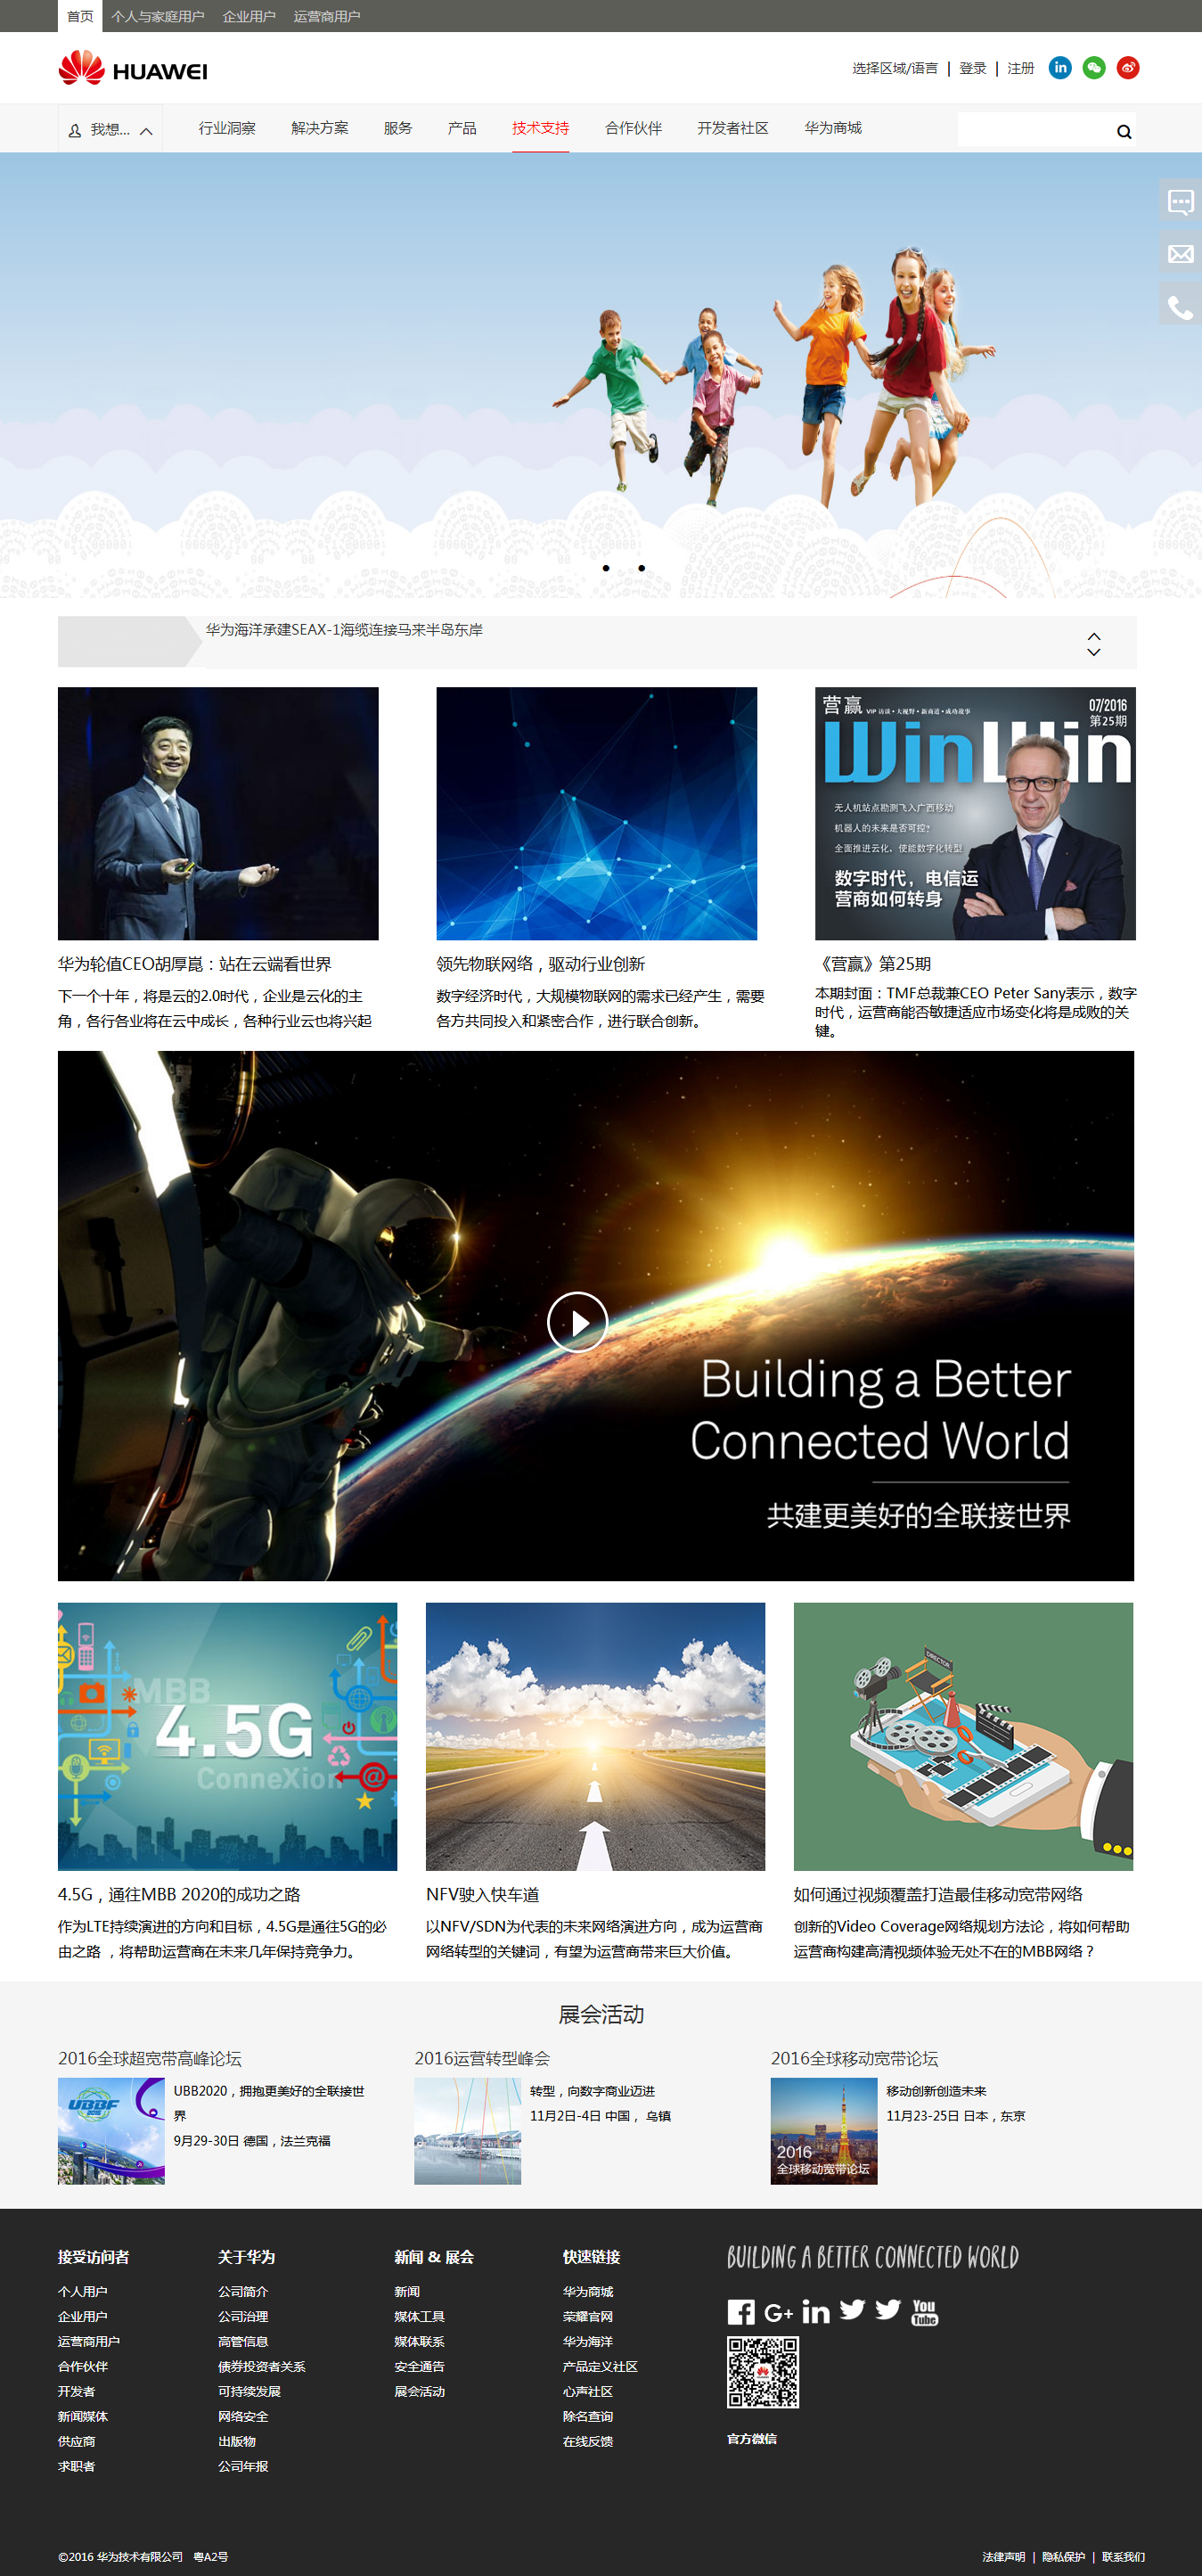 首页 个人与家庭用户 企业用户 运营商用户
HUAWEI
选择区域/语言 | 登录 | 注册
我想... 行业洞察 解决方案 服务 产品 技术支持 合作伙伴 开发者社区 华为商城
华为海洋承建SEAX-1海缆连接马来半岛东岸
营赢 VIP 访谈 • 大视野 • 新商道 • 成功故事
07/2016
第25期
WinWin
无人机站点勘测飞入广西移动
机器人的未来是否可控?
全面推进云化，使能数字化转型
数字时代，电信运
营商如何转身
华为轮值CEO胡厚崑：站在云端看世界
下一个十年，将是云的2.0时代，企业是云化的主
角，各行各业将在云中成长，各种行业云也将兴起
领先物联网络，驱动行业创新
数字经济时代，大规模物联网的需求已经产生，需要
各方共同投入和紧密合作，进行联合创新。
《营赢》第25期
本期封面：TMF总裁兼CEO Peter Sany表示，数字
时代，运营商能否敏捷适应市场变化将是成败的关
键。
Building a Better
Connected World
共建更美好的全联接世界
MBB
4.5G
ConneXion
DIRECTOR
4.5G，通往MBB 2020的成功之路
作为LTE持续演进的方向和目标，4.5G是通往5G的必
由之路 ，将帮助运营商在未来几年保持竞争力。
NFV驶入快车道
以NFV/SDN为代表的未来网络演进方向，成为运营商
网络转型的关键词，有望为运营商带来巨大价值。
如何通过视频覆盖打造最佳移动宽带网络
创新的Video Coverage网络规划方法论，将如何帮助
运营商构建高清视频体验无处不在的MBB网络？
展会活动
2016全球超宽带高峰论坛
UBBF
2016
UBB2020，拥抱更美好的全联接世
界
9月29-30日 德国，法兰克福
2016运营转型峰会
转型，向数字商业迈进
11月2日-4日 中国， 乌镇
2016全球移动宽带论坛
2016
全球移动宽带论坛
移动创新创造未来
11月23-25日 日本，东京
接受访问者
个人用户
企业用户
运营商用户
合作伙伴
开发者
新闻媒体
供应商
求职者
关于华为
公司简介
公司治理
高管信息
债券投资者关系
可持续发展
网络安全
出版物
公司年报
新闻 & 展会
新闻
媒体工具
媒体联系
安全通告
展会活动
快速链接
华为商城
荣耀官网
华为海洋
产品定义社区
心声社区
除名查询
在线反馈
BUILDING A BETTER CONNECTED WORLD
G+ in You
Tube
官方微信
©2016 华为技术有限公司 粤A2号
法律声明 | 隐私保护 | 联系我们